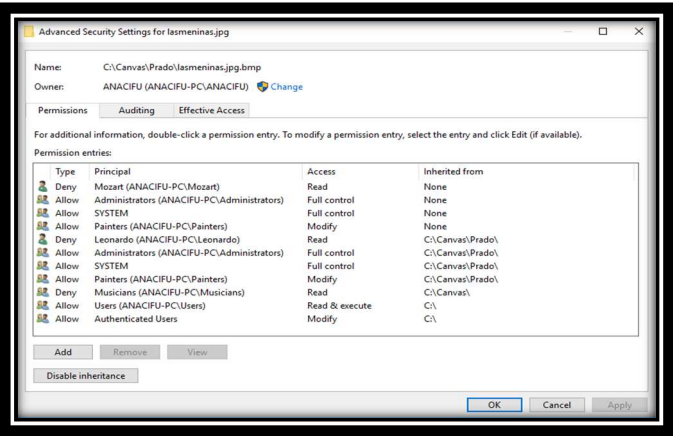 Advanced Security Settings for lasmeninas.jpg
Name: C:\Canvas\Prado\lasmeninas.jpg.bmp
Owner: ANACIFU (ANACIFU-PC\ANACIFU) Change
Permissions Auditing Effective Access
For additional information, double-click a permission entry. To modify a permission entry, select the entry and click Edit (if available).
Permission entries:
Type Principal Access Inherited from
Deny Mozart (ANACIFU-PC\Mozart) Read None
Allow Administrators (ANACIFU-PC\Administrators) Full control None
Allow SYSTEM Full control None
Allow Painters (ANACIFU-PC\Painters) Modify None
Deny Leonardo (ANACIFU-PC\Leonardo) Read C:\Canvas\Prado\
Allow Administrators (ANACIFU-PC\Administrators) Full control C:\Canvas\Prado\
Allow SYSTEM Full control C:\Canvas\Prado\
Allow Painters (ANACIFU-PC\Painters) Modify C:\Canvas\Prado\
Deny Musicians (ANACIFU-PC\Musicians) Read C:\Canvas\
Allow Users (ANACIFU-PC\Users) Read & execute C:\
Allow Authenticated Users Modify C:\
Add Remove View
Disable inheritance
OK Cancel Apply